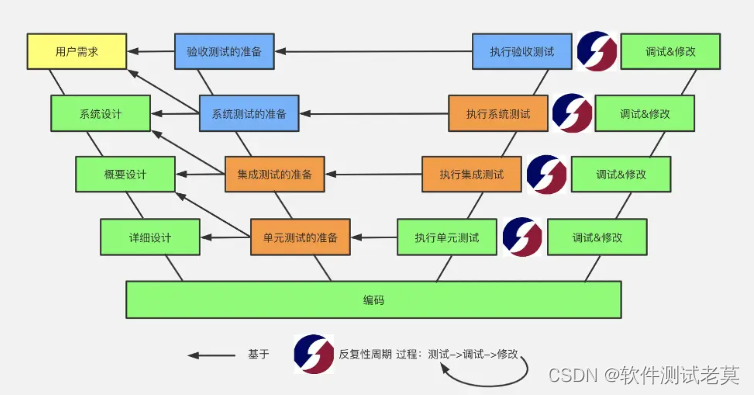 用户需求
验收测试的准备
执行验收测试
调试&修改
系统设计
系统测试的准备
执行系统测试
调试&修改
概要设计
集成测试的准备
执行集成测试
调试&修改
详细设计
单元测试的准备
执行单元测试
调试&修改
编码
基于
反复性周期 过程：测试->调试->修改
CSDN @软件测试老莫